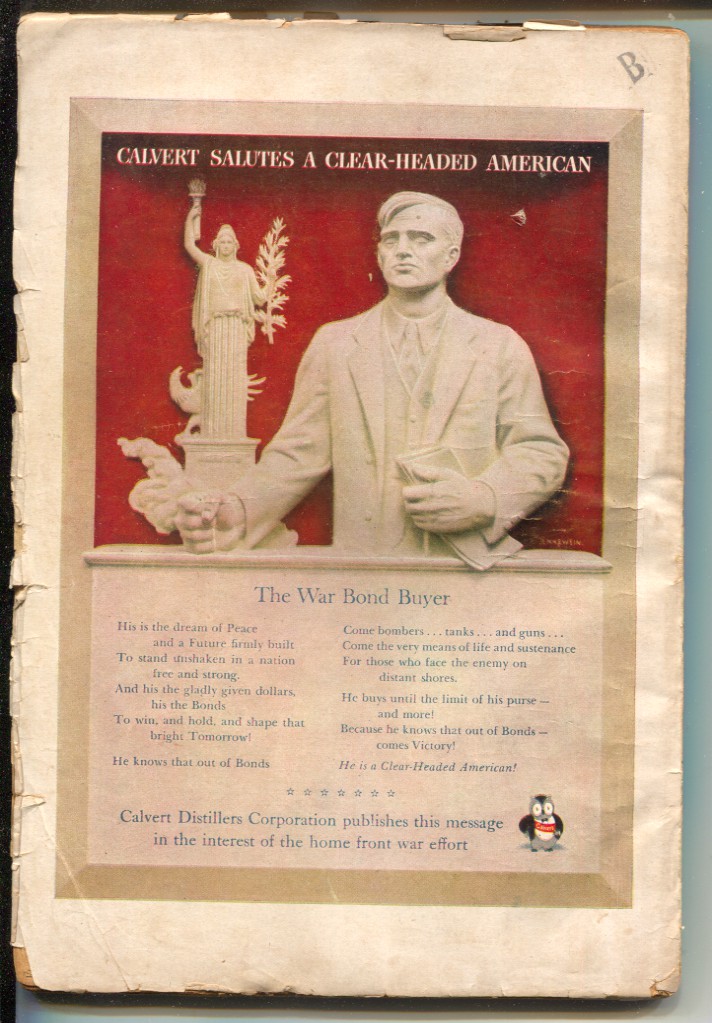 B
CALVERT SALUTES A CLEAR-HEADED AMERICAN
The War Bond Buyer
His is the dream of Peace
and a Future firmly built
To stand unshaken in a nation
free and strong.
And his the gladly given dollars,
his the Bonds
To win, and hold, and shape that
bright Tomorrow!
He knows that out of Bonds
Come bombers . . . tanks . . . and guns . . .
Come the very means of life and sustenance
For those who face the enemy on
distant shores.
He buys until the limit of his purse —
and more!
Because he knows that out of Bonds —
comes Victory!
He is a Clear-Headed American!
Calvert Distillers Corporation publishes this message
in the interest of the home front war effort
Calvert